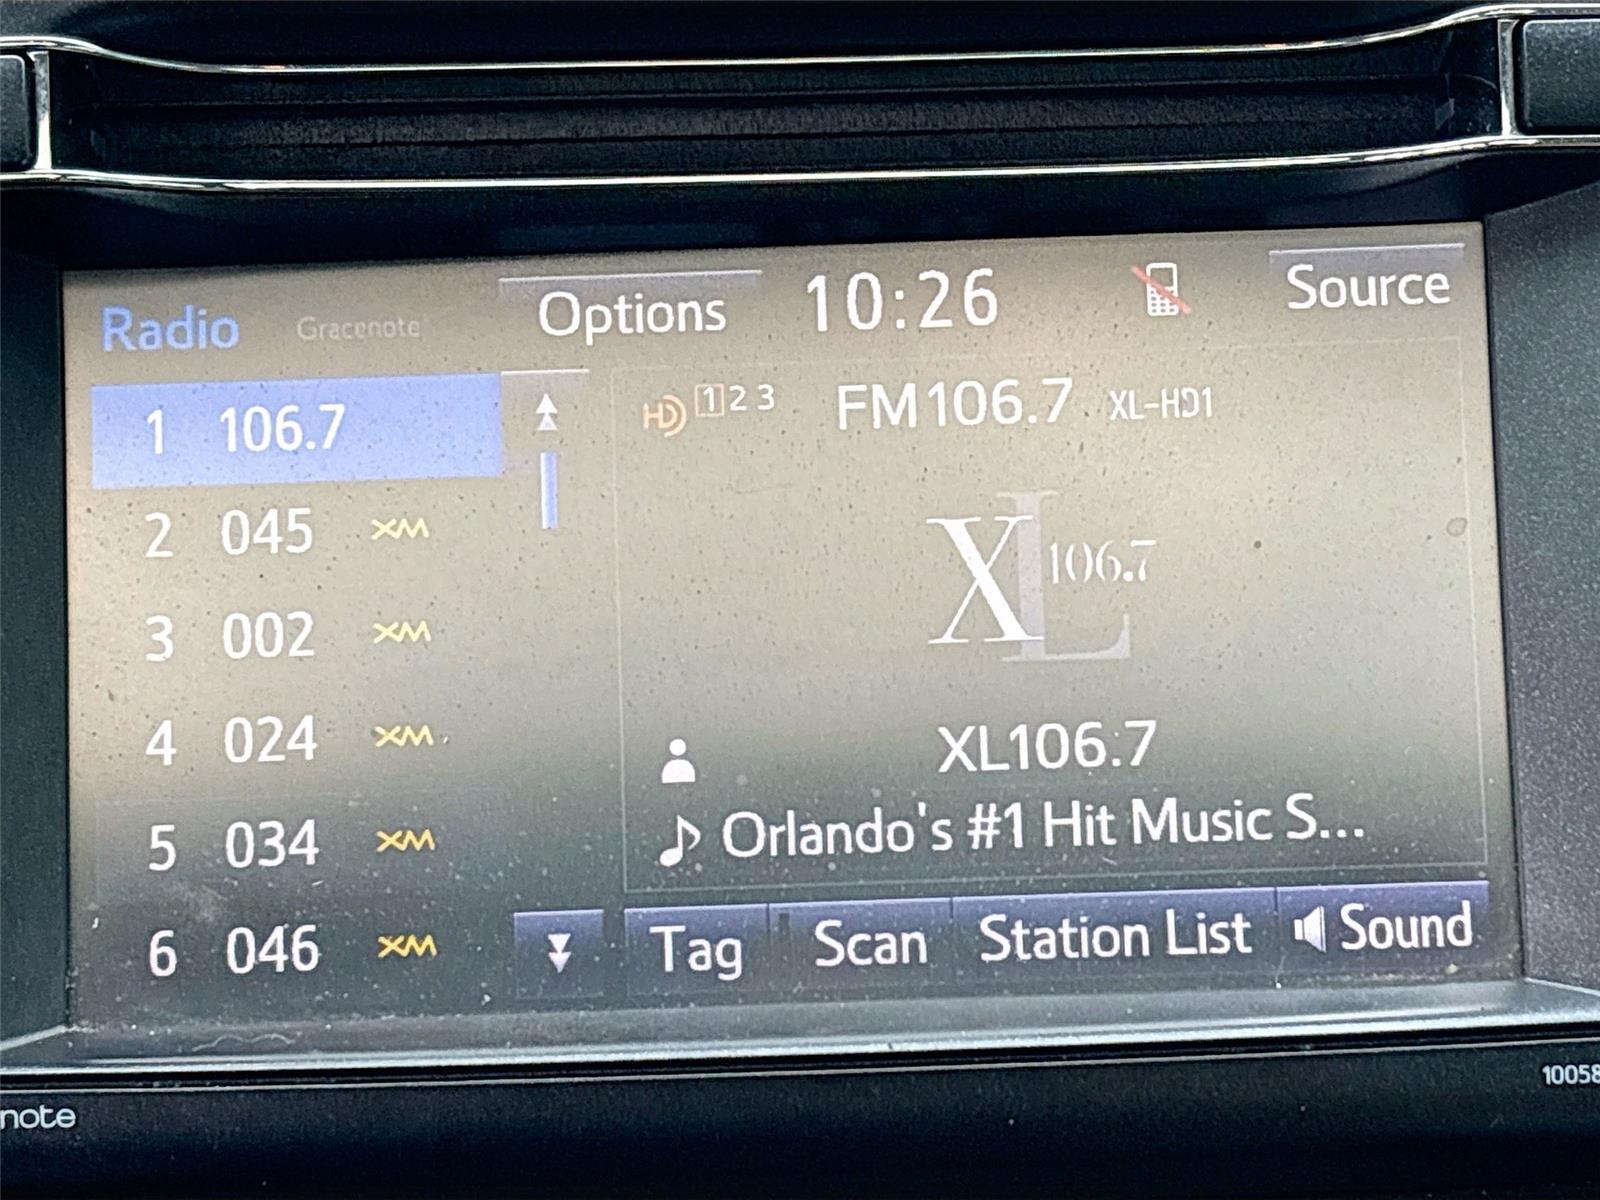 Radio Gracenote Options 10:26 Source
1 106.7
2 045 XM
3 002 XM
4 024 XM
5 034 XM
6 046 XM
HD 1 2 3 FM 106.7 XL-HD1
XL 106.7
XL106.7
Orlando's #1 Hit Music S...
Tag Scan Station List Sound
note
10058